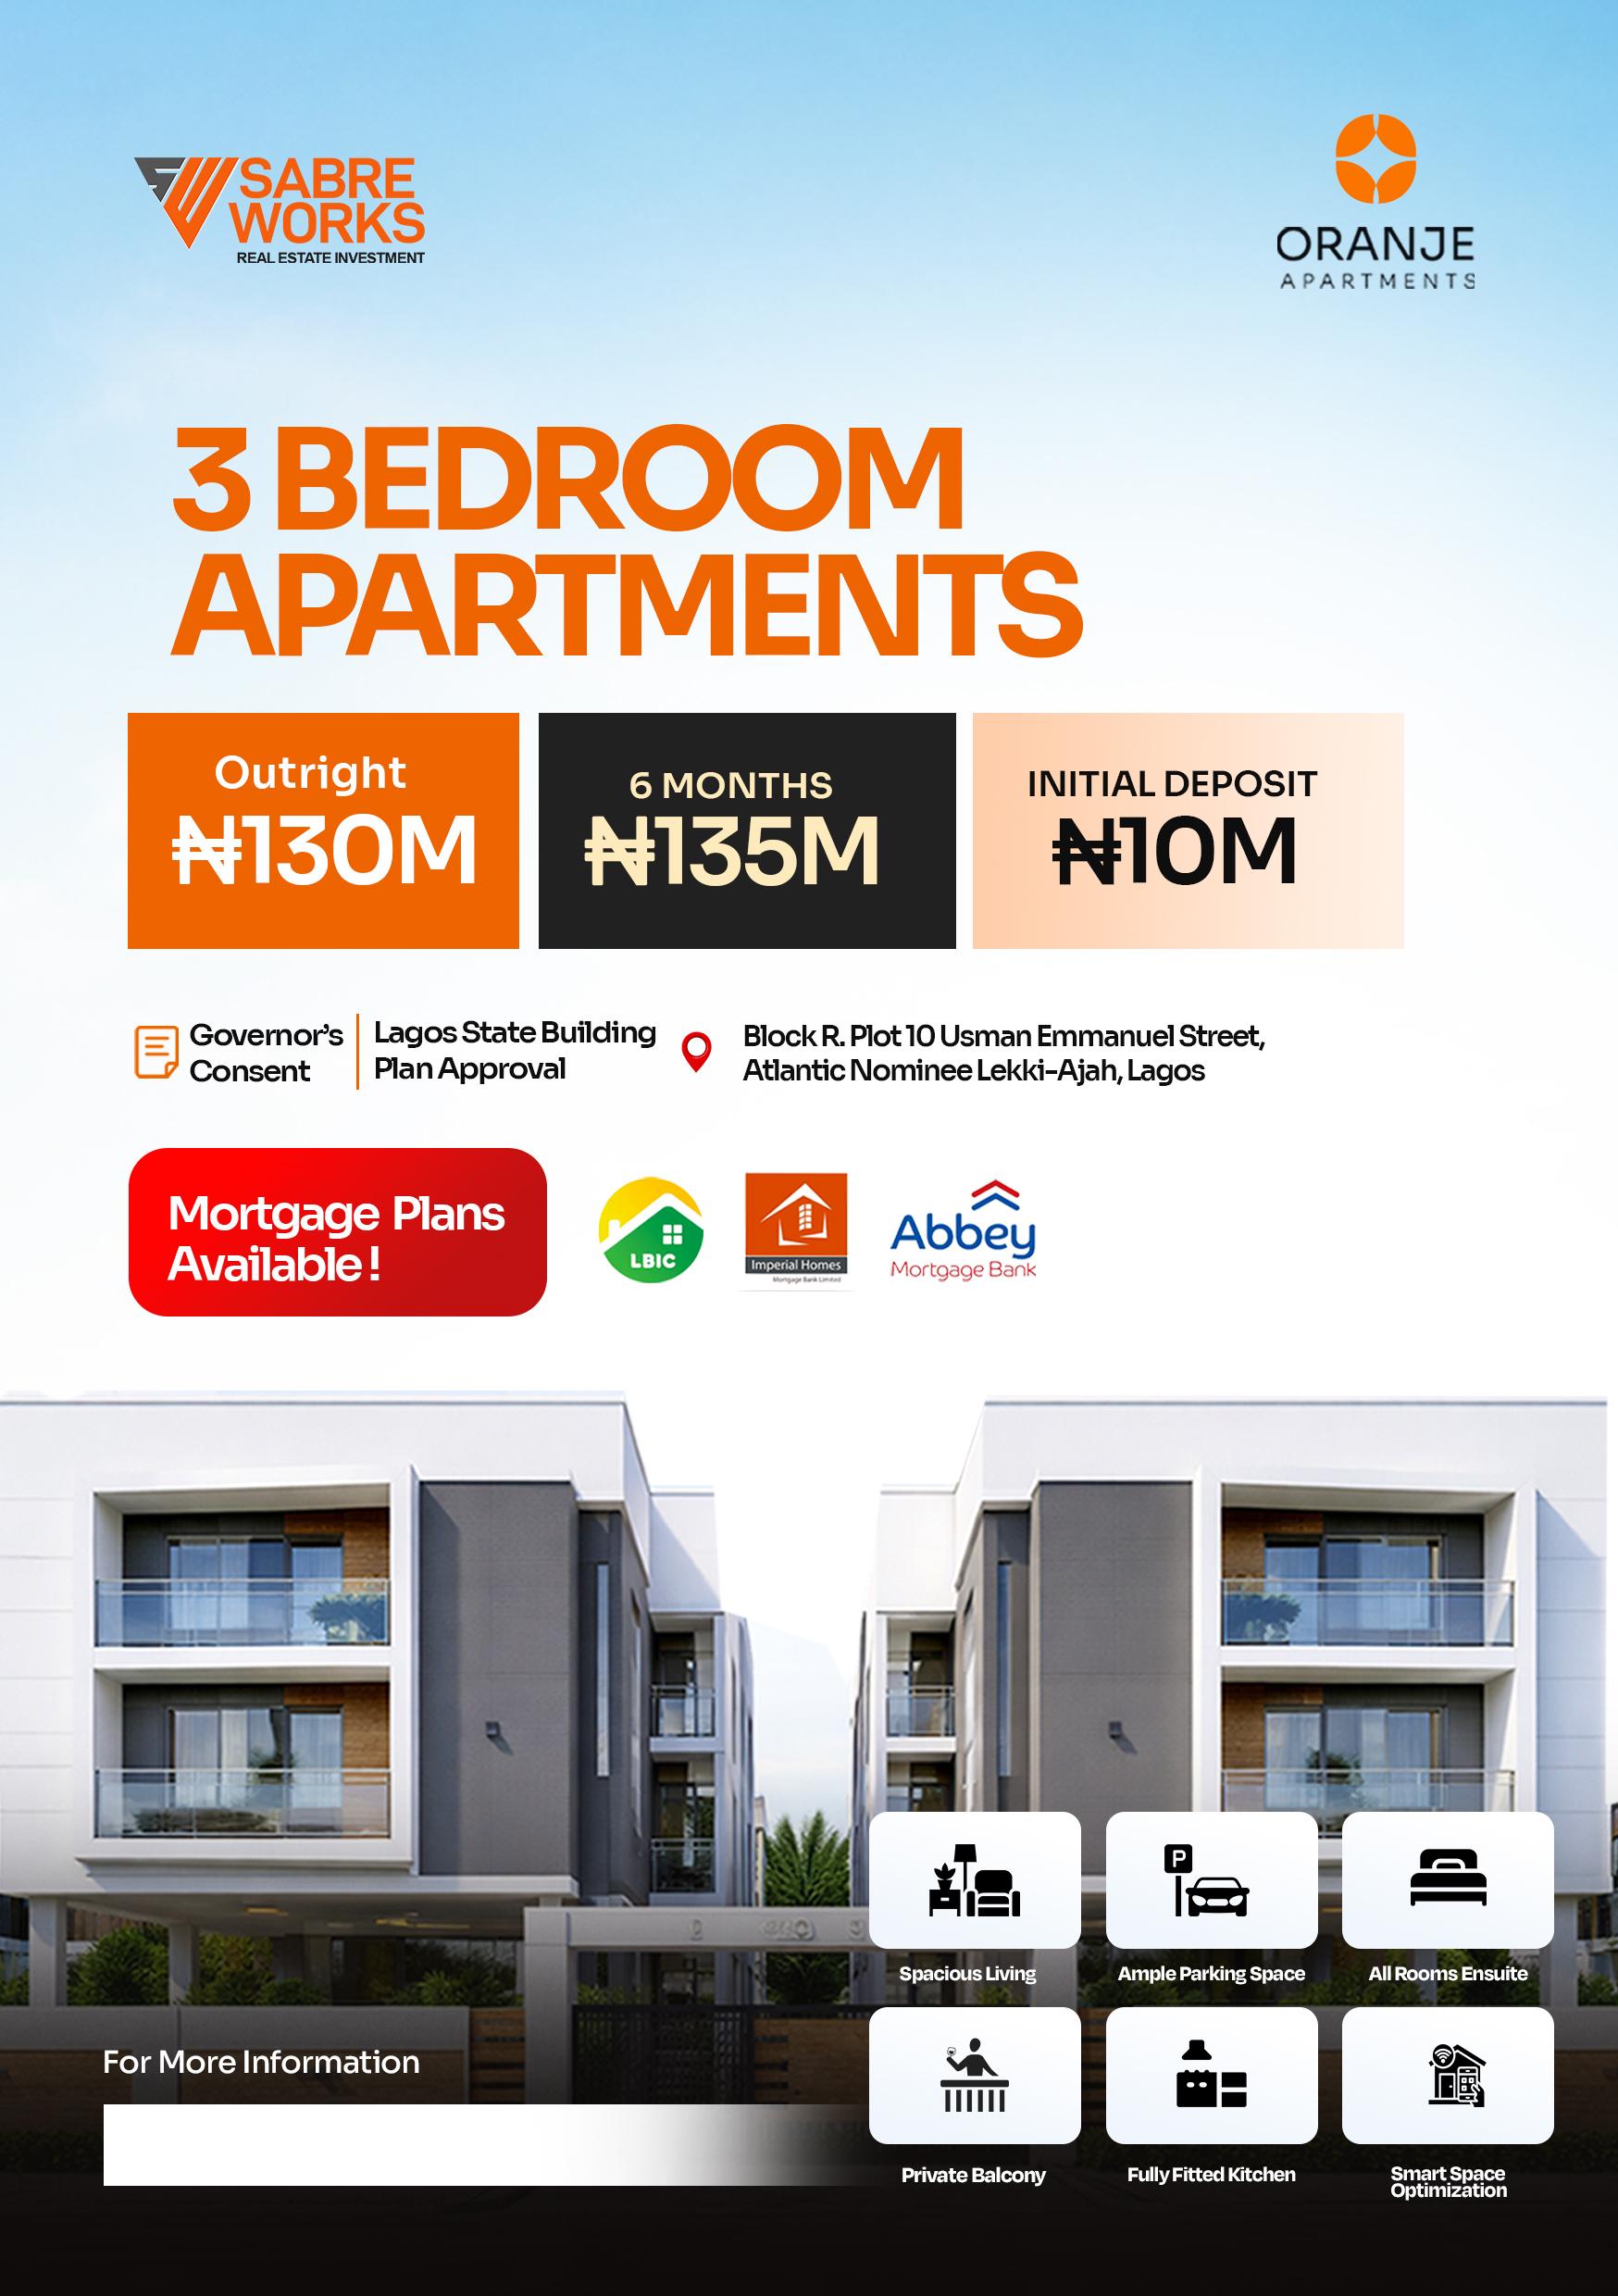 SABRE
WORKS
REAL ESTATE INVESTMENT
ORANJE
APARTMENTS
3 BEDROOM
APARTMENTS
Outright
₦130M
6 MONTHS
₦135M
INITIAL DEPOSIT
₦10M
Governor's
Consent
Lagos State Building
Plan Approval
Block R. Plot 10 Usman Emmanuel Street,
Atlantic Nominee Lekki-Ajah, Lagos
Mortgage Plans
Available!
LBIC
Imperial Homes
Mortgage Bank Limited
Abbey
Mortgage Bank
P
Spacious Living
Ample Parking Space
All Rooms Ensuite
For More Information
Private Balcony
Fully Fitted Kitchen
Smart Space
Optimization